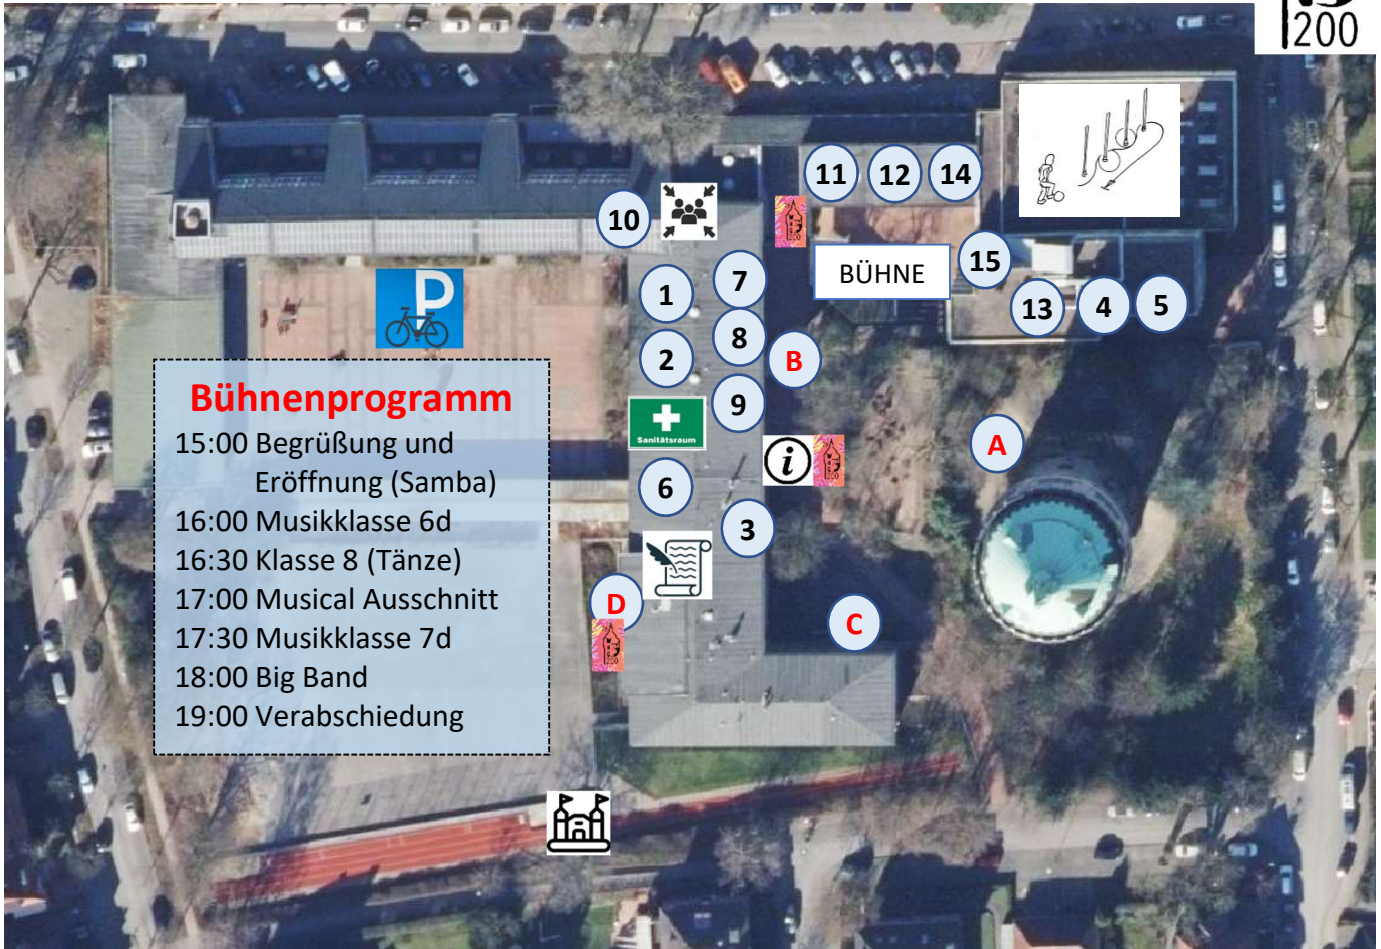 200
11
12
14
10
BÜHNE
15
7
1
13
4
5
P
8
2
B
9
Sanitätsraum
A
i
6
3
D
C
Bühnenprogramm
15:00 Begrüßung und
Eröffnung (Samba)
16:00 Musikklasse 6d
16:30 Klasse 8 (Tänze)
17:00 Musical Ausschnitt
17:30 Musikklasse 7d
18:00 Big Band
19:00 Verabschiedung